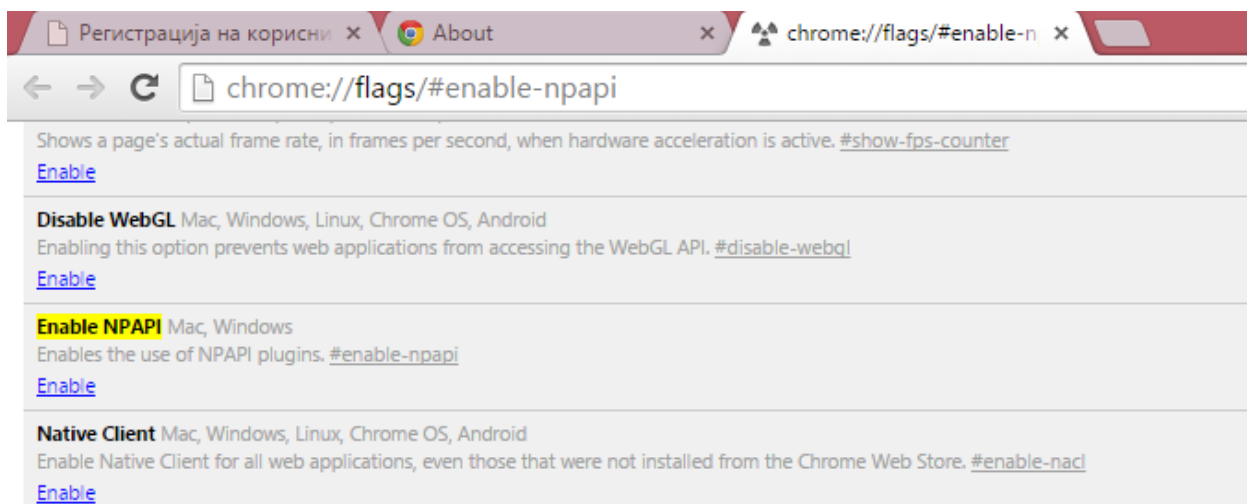 Регистрација на корисни
About
chrome://flags/#enable-n
chrome://flags/#enable-npapi
Shows a page's actual frame rate, in frames per second, when hardware acceleration is active. #show-fps-counter
Enable
Disable WebGL Mac, Windows, Linux, Chrome OS, Android
Enabling this option prevents web applications from accessing the WebGL API. #disable-webgl
Enable
Enable NPAPI Mac, Windows
Enables the use of NPAPI plugins. #enable-npapi
Enable
Native Client Mac, Windows, Linux, Chrome OS, Android
Enable Native Client for all web applications, even those that were not installed from the Chrome Web Store. #enable-nacl
Enable